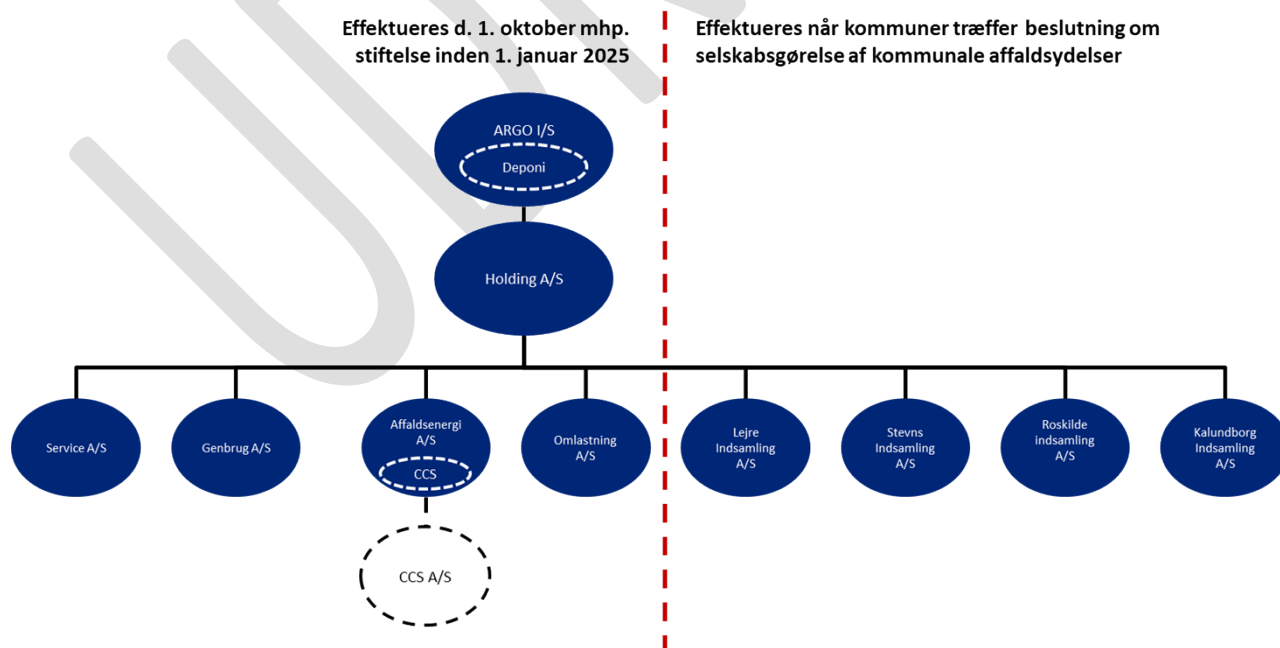 Effektueres d. 1. oktober mhp.
stiftelse inden 1. januar 2025
Effektueres når kommuner træffer beslutning om
selskabsgørelse af kommunale affaldsydelser
ARGO I/S
Deponi
Holding A/S
Service A/S
Genbrug A/S
Affaldsenergi
A/S
CCS
Omlastning
A/S
Lejre
Indsamling
A/S
Stevns
Indsamling
A/S
Roskilde
indsamling
A/S
Kalundborg
Indsamling
A/S
CCS A/S